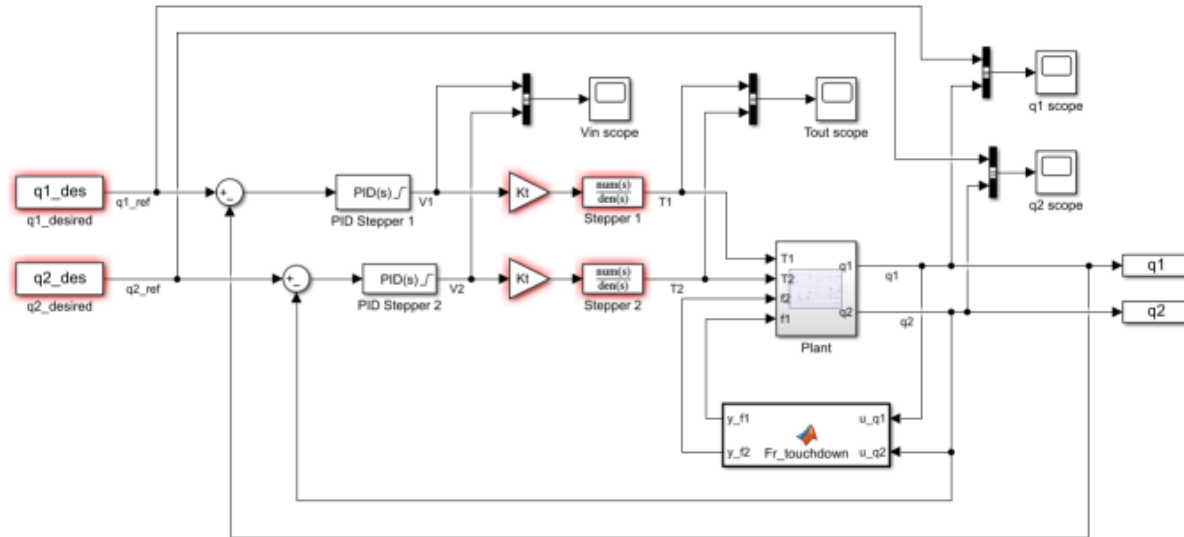 q1 scope
Vin scope
Tout scope
q1_des
q1_ref
q1_desired
PID(s)
V1
PID Stepper 1
Kt
num(s)
den(s)
Stepper 1
T1
q2 scope
q2_des
q2_ref
q2_desired
PID(s)
V2
PID Stepper 2
Kt
num(s)
den(s)
Stepper 2
T2
T1
T2
f2
f1
q1
q2
Plant
q1
q2
q1
q2
y_f1
y_f2
u_q1
u_q2
Fr_touchdown